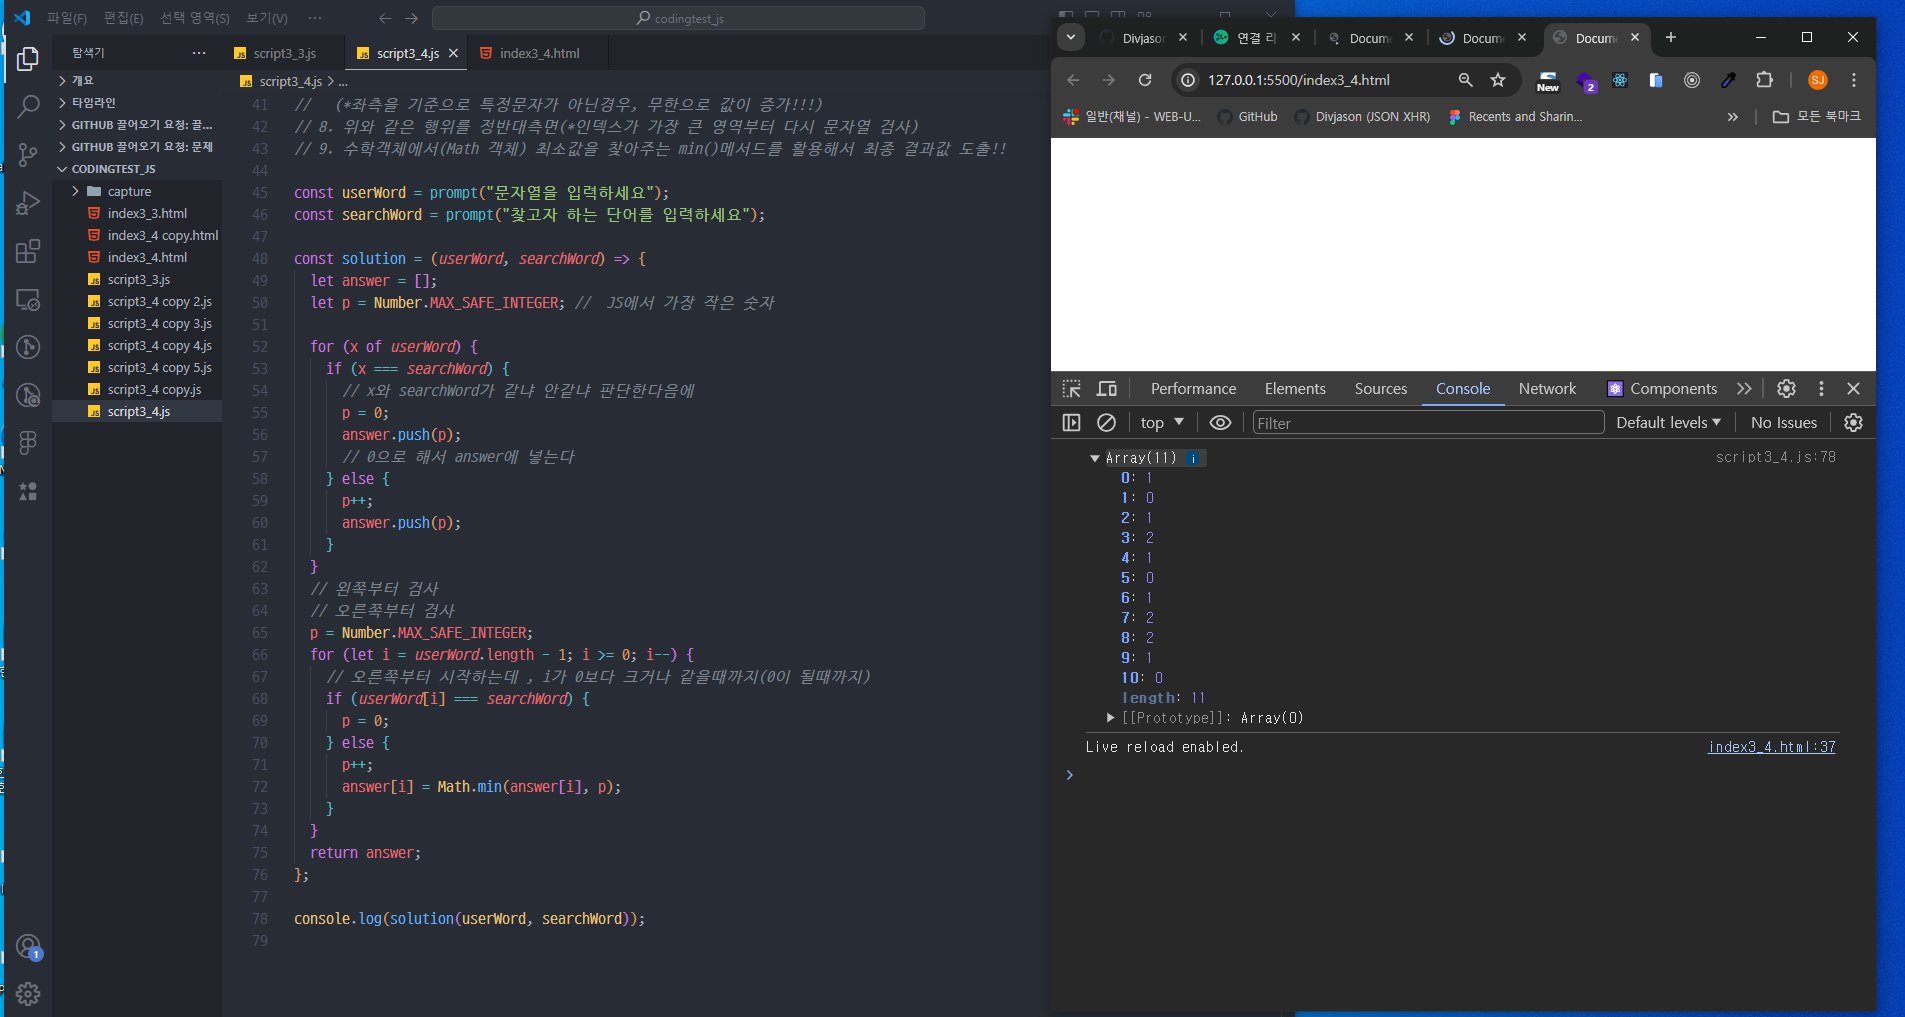 파일(F) 편집(E) 선택 영역(S) 보기(V) ··· codingtest_js
탐색기 ···
개요
타임라인
GITHUB 끌어오기 요청: 끌...
GITHUB 끌어오기 요청: 문제
CODINGTEST_JS
capture
index3_3.html
index3_4 copy.html
index3_4.html
script3_3.js
script3_4 copy 2.js
script3_4 copy 3.js
script3_4 copy 4.js
script3_4 copy 5.js
script3_4 copy.js
script3_4.js
1
script3_3.js script3_4.js index3_4.html
script3_4.js > ...
41 // (*좌측을 기준으로 특정문자가 아닌경우, 무한으로 값이 증가!!!)
42 // 8. 위와 같은 행위를 정반대측면(*인덱스가 가장 큰 영역부터 다시 문자열 검사)
43 // 9. 수학객체에서(Math 객체) 최소값을 찾아주는 min()메서드를 활용해서 최종 결과값 도출!!
44
45 const userWord = prompt("문자열을 입력하세요");
46 const searchWord = prompt("찾고자 하는 단어를 입력하세요");
47
48 const solution = (userWord, searchWord) => {
49 let answer = [];
50 let p = Number.MAX_SAFE_INTEGER; // JS에서 가장 작은 숫자
51
52 for (x of userWord) {
53 if (x === searchWord) {
54 // x와 searchWord가 같냐 안같냐 판단한다음에
55 p = 0;
56 answer.push(p);
57 // 0으로 해서 answer에 넣는다
58 } else {
59 p++;
60 answer.push(p);
61 }
62 }
63 // 왼쪽부터 검사
64 // 오른쪽부터 검사
65 p = Number.MAX_SAFE_INTEGER;
66 for (let i = userWord.length - 1; i >= 0; i--) {
67 // 오른쪽부터 시작하는데 , i가 0보다 크거나 같을때까지(0이 될때까지)
68 if (userWord[i] === searchWord) {
69 p = 0;
70 } else {
71 p++;
72 answer[i] = Math.min(answer[i], p);
73 }
74 }
75 return answer;
76 };
77
78 console.log(solution(userWord, searchWord));
79
Divjason 연결 리 Docum Docum Docum
127.0.0.1:5500/index3_4.html New 2 SJ
일반(채널) - WEB-U... GitHub Divjason (JSON XHR) Recents and Sharin... 모든 북마크
Performance Elements Sources Console Network Components
top Filter Default levels No Issues
Array(11) i script3_4.js:78
0: 1
1: 0
2: 1
3: 2
4: 1
5: 0
6: 1
7: 2
8: 2
9: 1
10: 0
length: 11
[[Prototype]]: Array(0)
Live reload enabled. index3_4.html:37